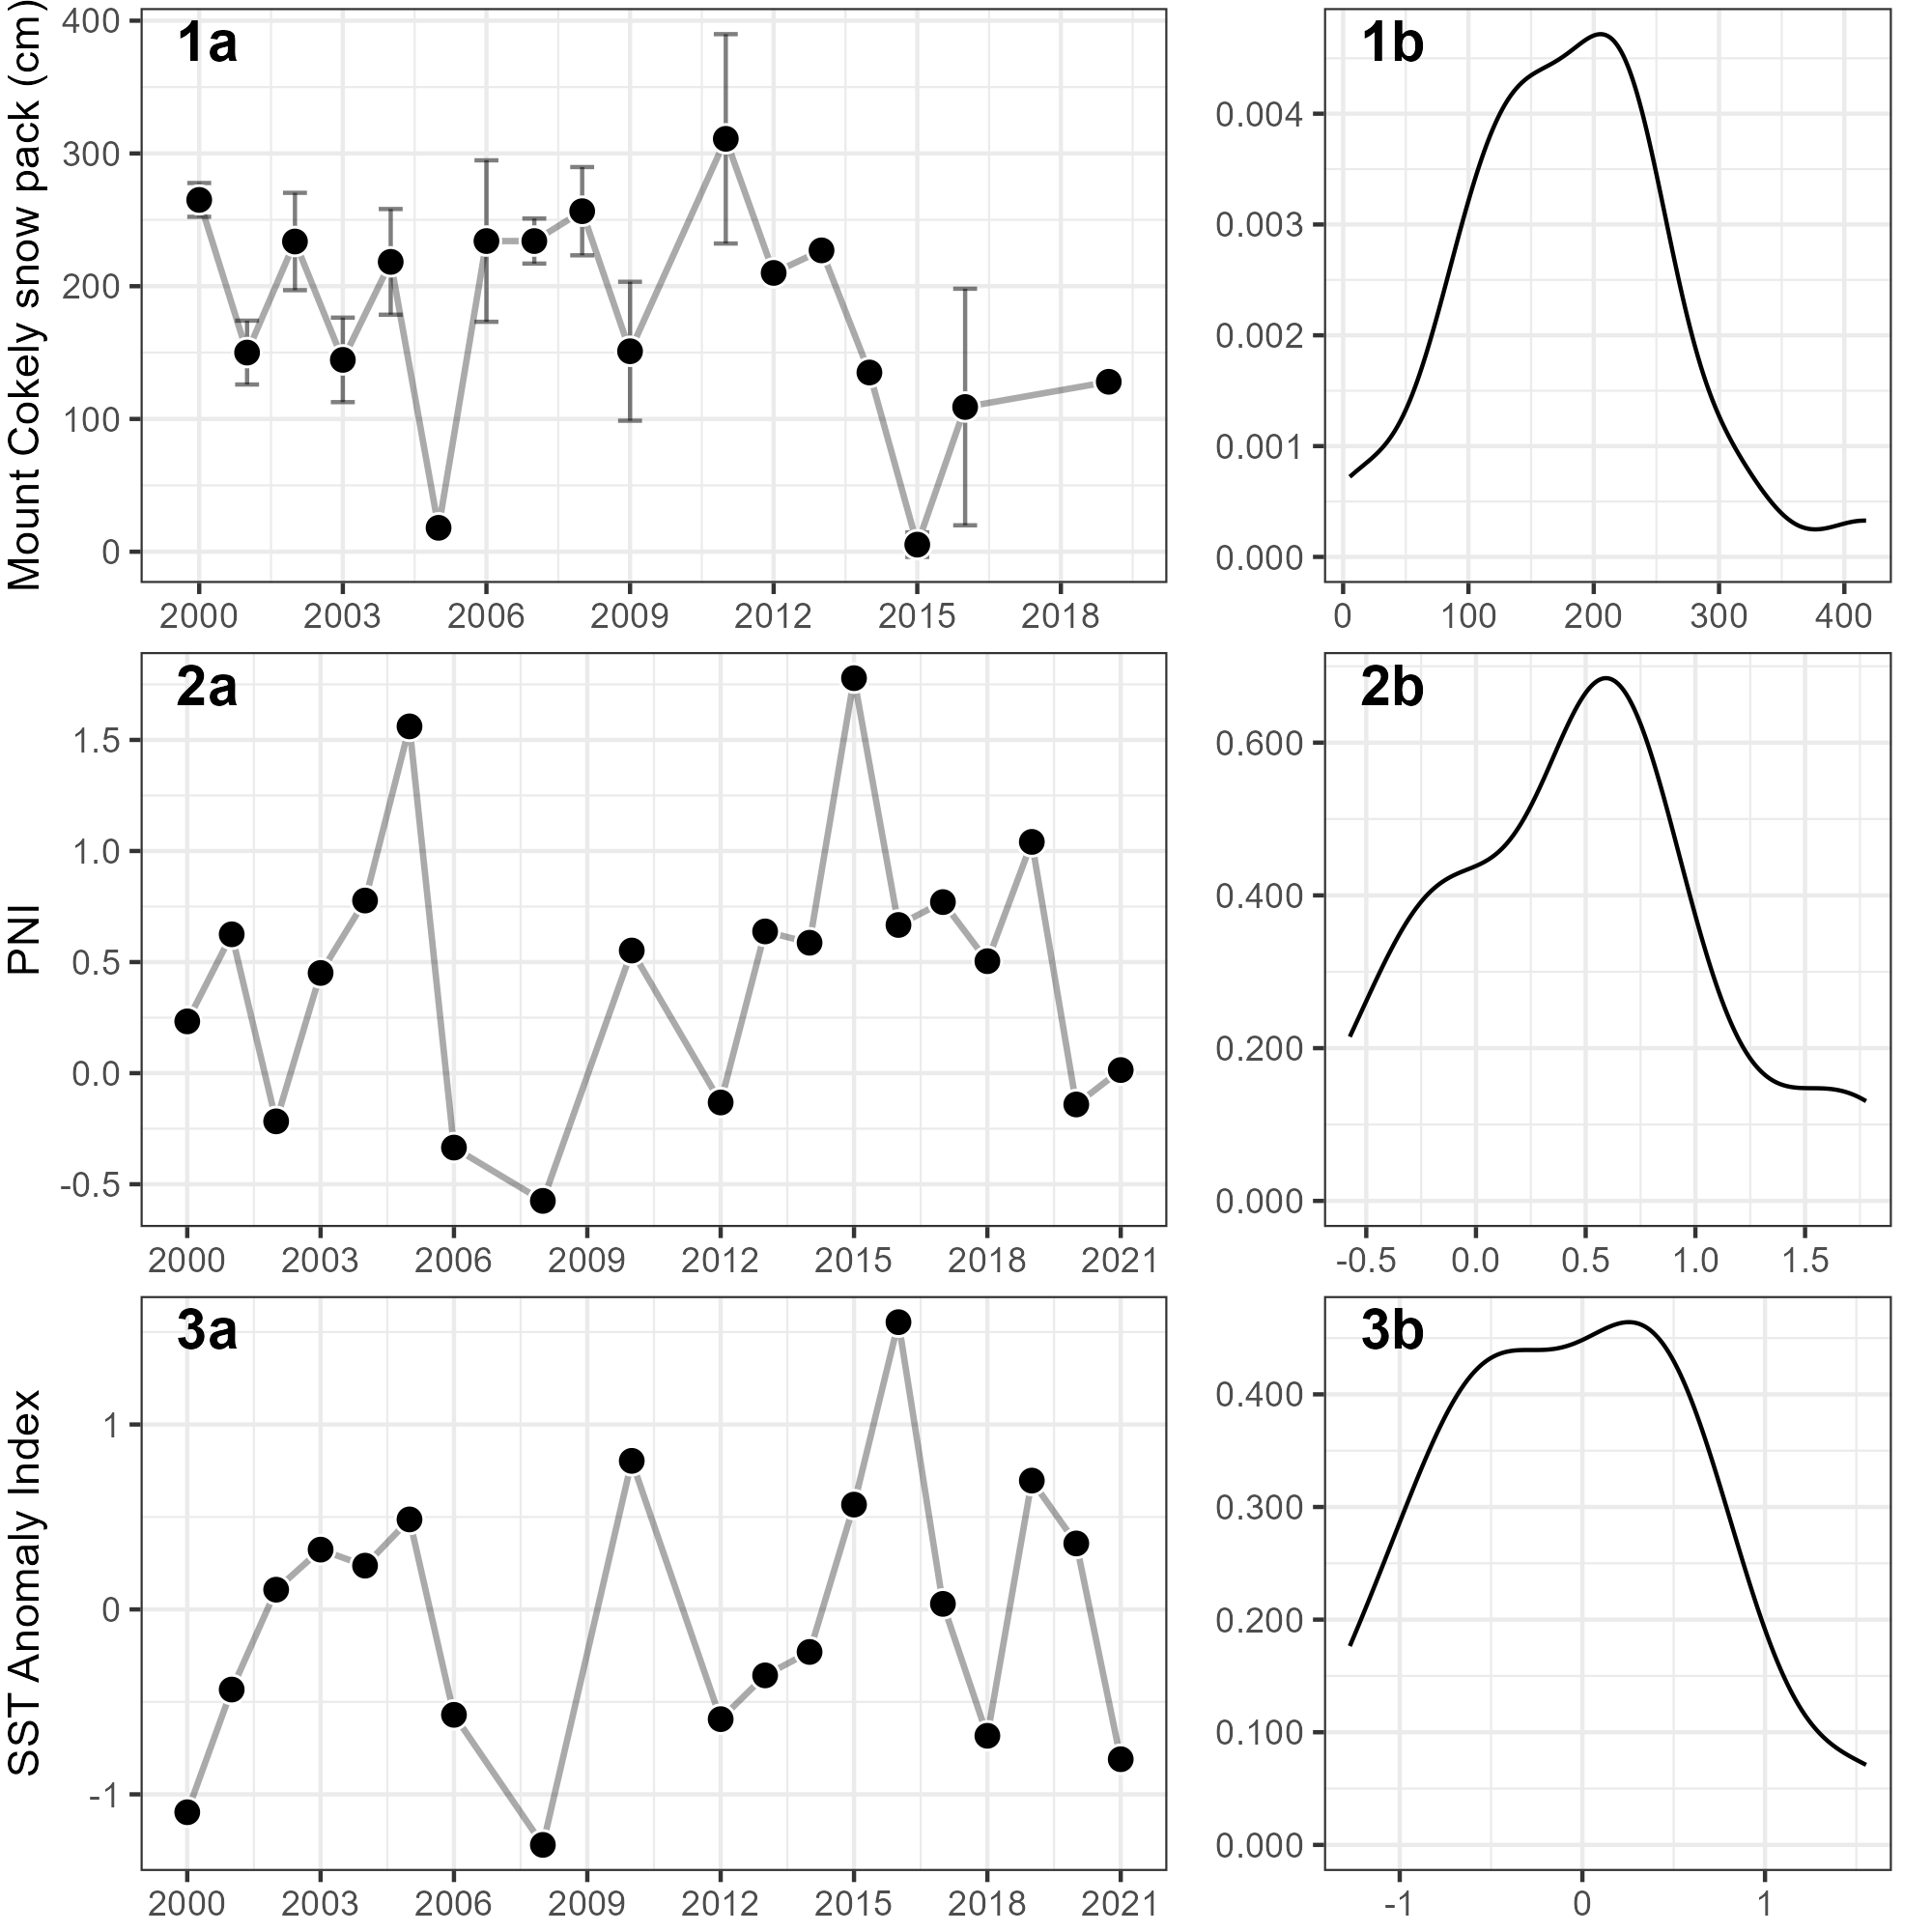 Mount Cokely snow pack (cm)
1a
400
300
200
100
0
2000 2003 2006 2009 2012 2015 2018
1b
0.004
0.003
0.002
0.001
0.000
0 100 200 300 400
PNI
2a
1.5
1.0
0.5
0.0
-0.5
2000 2003 2006 2009 2012 2015 2018 2021
2b
0.600
0.400
0.200
0.000
-0.5 0.0 0.5 1.0 1.5
SST Anomaly Index
3a
1
0
-1
2000 2003 2006 2009 2012 2015 2018 2021
3b
0.400
0.300
0.200
0.100
0.000
-1 0 1